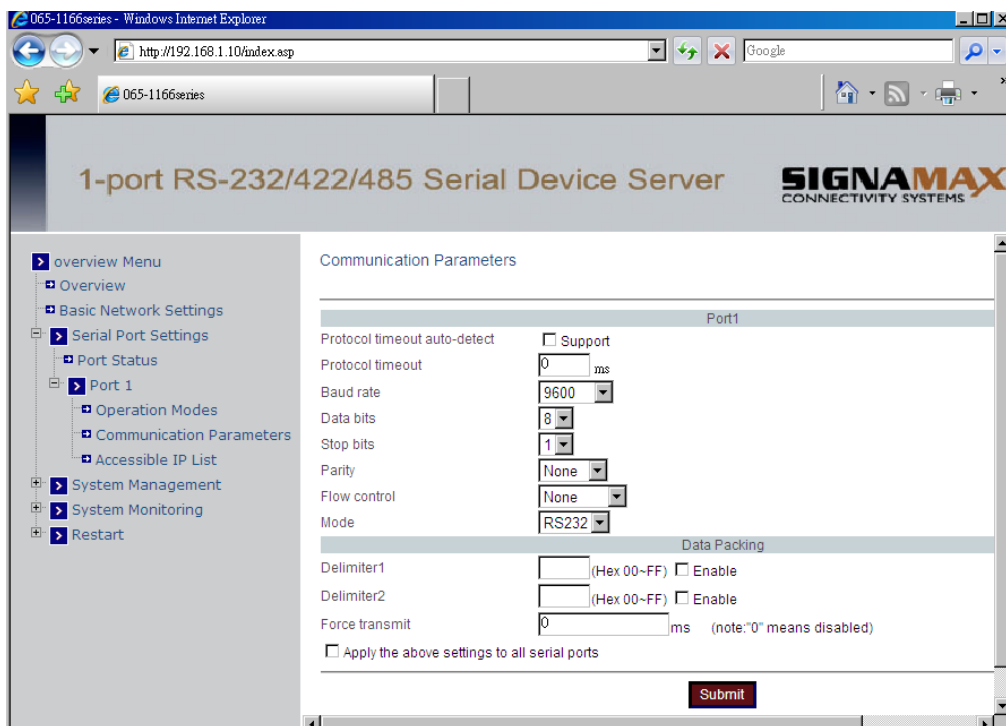 065-1166series - Windows Internet Explorer
http://192.168.1.10/index.asp
Google
065-1166series
1-port RS-232/422/485 Serial Device Server
SIGNAMAX
CONNECTIVITY SYSTEMS
overview Menu
Overview
Basic Network Settings
Serial Port Settings
Port Status
Port 1
Operation Modes
Communication Parameters
Accessible IP List
System Management
System Monitoring
Restart
Communication Parameters
Port1
Protocol timeout auto-detect Support
Protocol timeout 0 ms
Baud rate 9600
Data bits 8
Stop bits 1
Parity None
Flow control None
Mode RS232
Data Packing
Delimiter1 (Hex 00~FF) Enable
Delimiter2 (Hex 00~FF) Enable
Force transmit 0 ms (note:"0" means disabled)
Apply the above settings to all serial ports
Submit